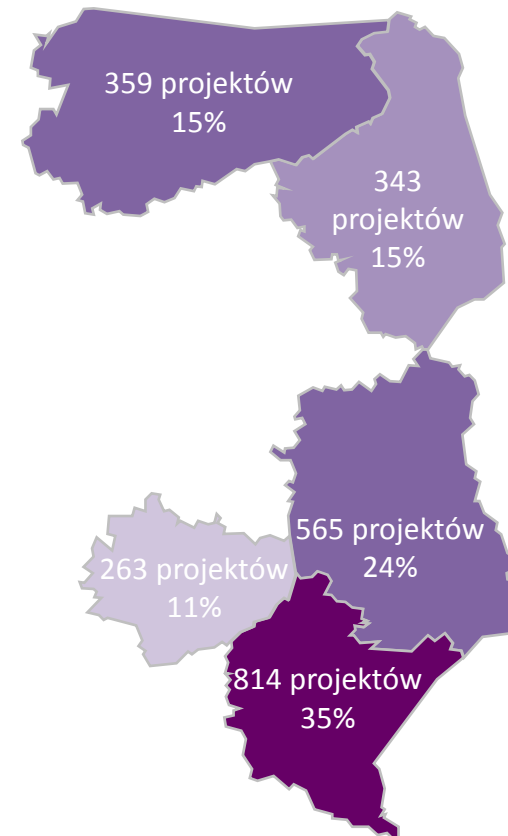 359 projektów
15%
343
projektów
15%
565 projektów
24%
263 projektów
11%
814 projektów
35%